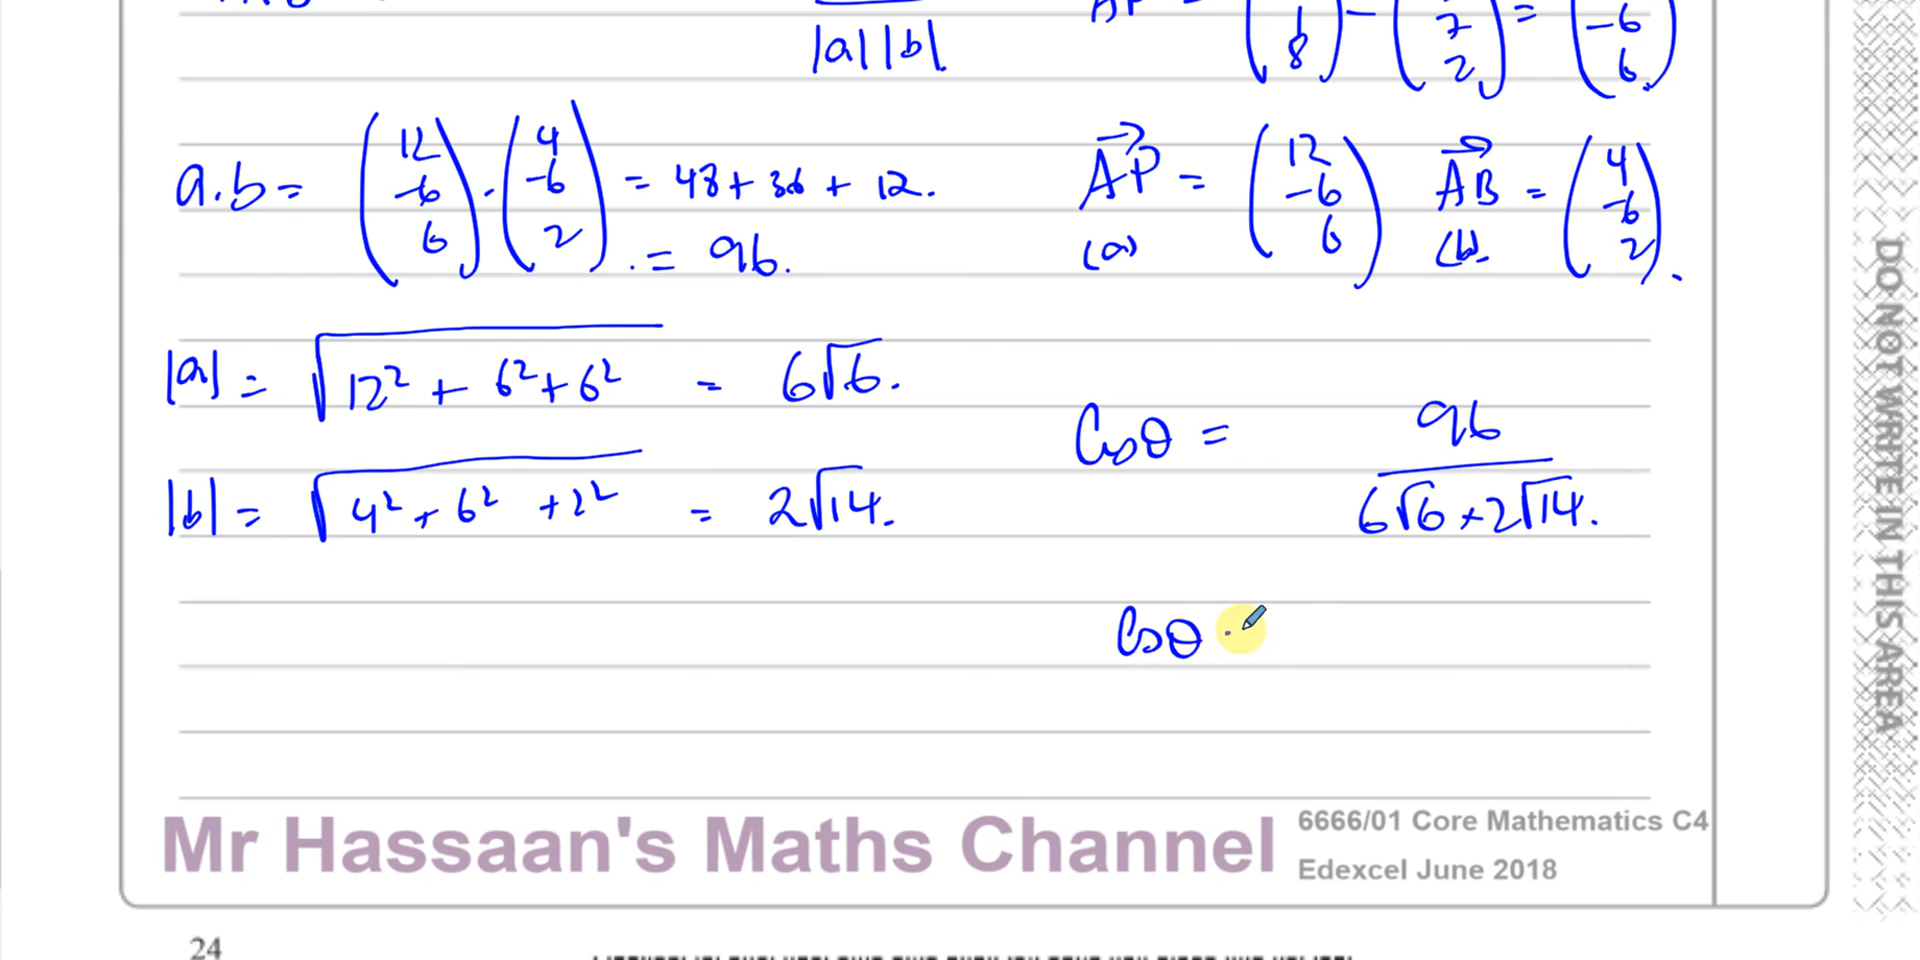 |a||b|.
AP = ( 1 8 ) - ( 7 2 ) = ( -6 6 )
a.b = ( 12 -6 6 ) . ( 4 -6 2 ) = 48 + 36 + 12.
= 96.
AP = ( 12 -6 6 ) AB = ( 4 -6 2 ).
(a) (b).
|a| = √12² + 6² + 6² = 6√6.
|b| = √4² + 6² + 2² = 2√14.
Cosθ = 96
6√6 × 2√14.
Cosθ
Mr Hassaan's Maths Channel
6666/01 Core Mathematics C4
Edexcel June 2018
24
DO NOT WRITE IN THIS AREA